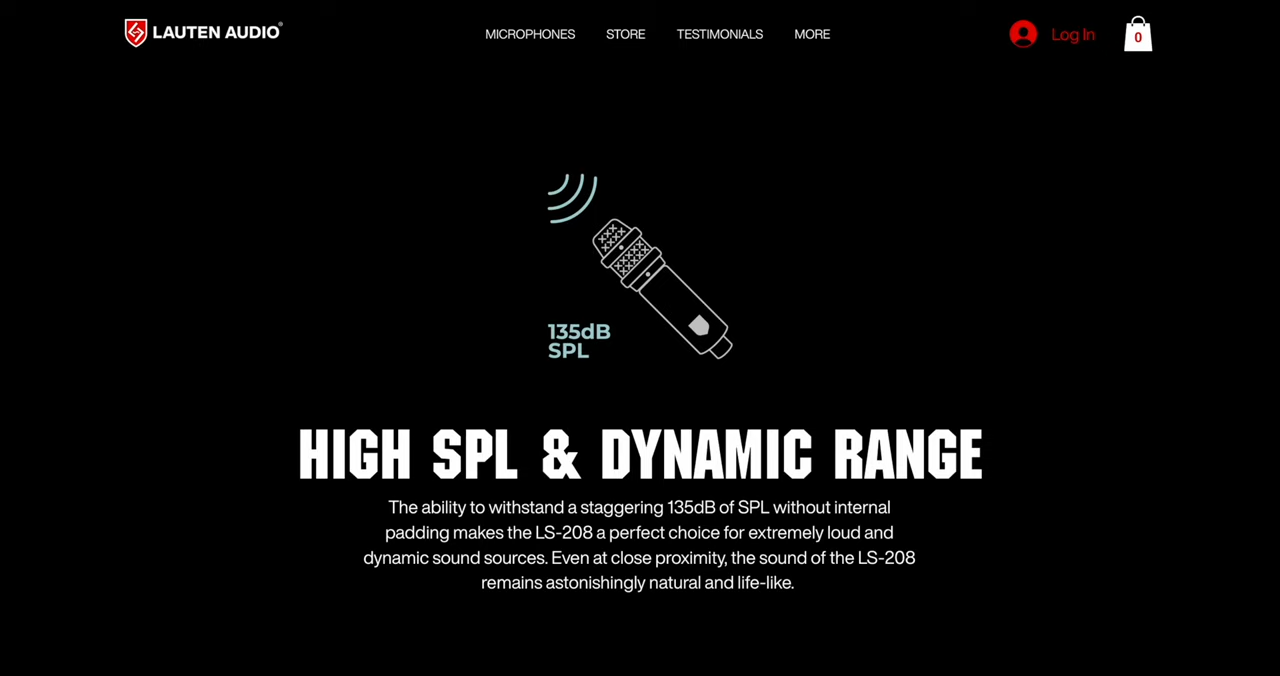 LAUTEN AUDIO®
MICROPHONES
STORE
TESTIMONIALS
MORE
Log In
0
135dB
SPL
HIGH SPL & DYNAMIC RANGE
The ability to withstand a staggering 135dB of SPL without internal
padding makes the LS-208 a perfect choice for extremely loud and
dynamic sound sources. Even at close proximity, the sound of the LS-208
remains astonishingly natural and life-like.